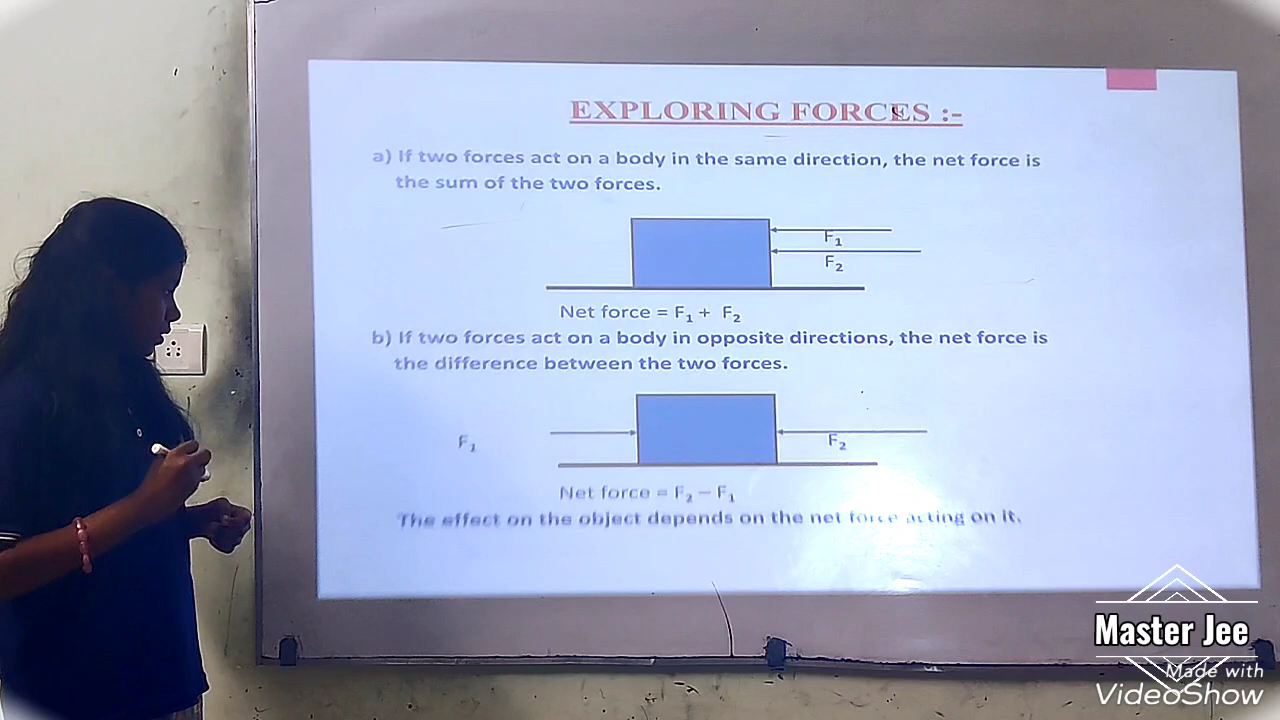 EXPLORING FORCES :-
a) If two forces act on a body in the same direction, the net force is
the sum of the two forces.
F₁
F₂
Net force = F₁ + F₂
b) If two forces act on a body in opposite directions, the net force is
the difference between the two forces.
F₁
F₂
Net force = F₂ – F₁
The effect on the object depends on the net force acting on it.
Master Jee
Made with
VideoShow